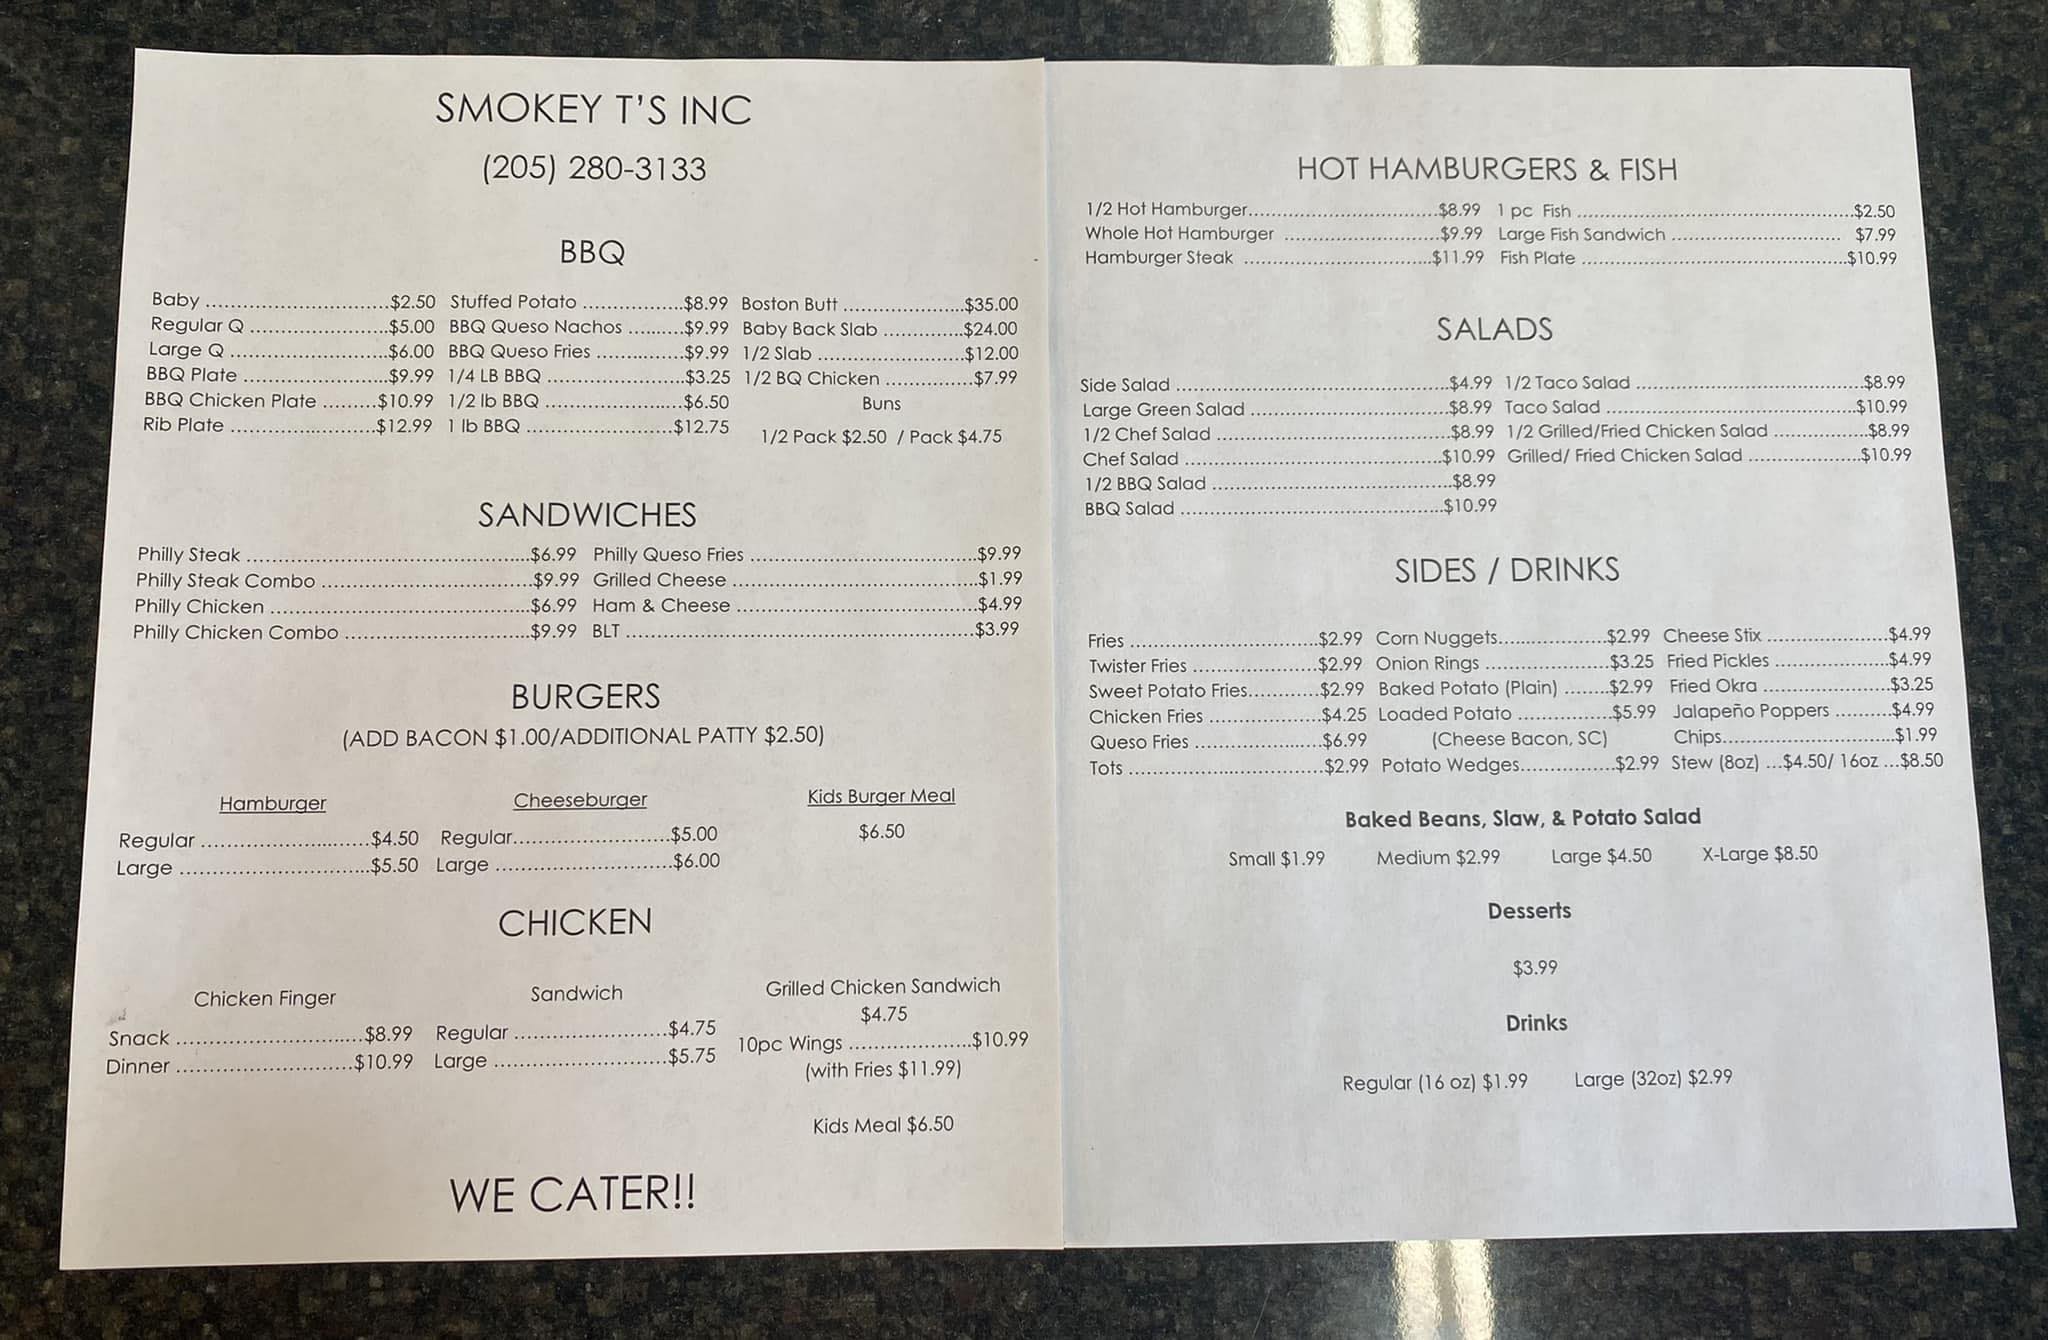 SMOKEY T'S INC
(205) 280-3133
BBQ
Baby ..............................$2.50 Stuffed Potato ................$8.99 Boston Butt ....................$35.00
Regular Q .......................$5.00 BBQ Queso Nachos ..........$9.99 Baby Back Slab .............$24.00
Large Q ..........................$6.00 BBQ Queso Fries ...............$9.99 1/2 Slab ........................$12.00
BBQ Plate ........................$9.99 1/4 LB BBQ .......................$3.25 1/2 BQ Chicken ...............$7.99
BBQ Chicken Plate .........$10.99 1/2 lb BBQ .......................$6.50 Buns
Rib Plate ........................$12.99 1 lb BBQ ........................$12.75 1/2 Pack $2.50 / Pack $4.75
SANDWICHES
Philly Steak ...............................................$6.99 Philly Queso Fries ......................................$9.99
Philly Steak Combo ...................................$9.99 Grilled Cheese .........................................$1.99
Philly Chicken ...........................................$6.99 Ham & Cheese ........................................$4.99
Philly Chicken Combo ..............................$9.99 BLT ..........................................................$3.99
BURGERS
(ADD BACON $1.00/ADDITIONAL PATTY $2.50)
Hamburger Cheeseburger Kids Burger Meal
Regular ............................$4.50 Regular..........................$5.00 $6.50
Large ...............................$5.50 Large .............................$6.00
CHICKEN
Chicken Finger Sandwich Grilled Chicken Sandwich
$4.75
Snack ...............................$8.99 Regular .........................$4.75 10pc Wings ....................$10.99
Dinner .............................$10.99 Large ............................$5.75 (with Fries $11.99)
Kids Meal $6.50
WE CATER!!
HOT HAMBURGERS & FISH
1/2 Hot Hamburger...............................$8.99 1 pc Fish ..............................................$2.50
Whole Hot Hamburger ..........................$9.99 Large Fish Sandwich ............................ $7.99
Hamburger Steak ...............................$11.99 Fish Plate ............................................$10.99
SALADS
Side Salad .............................................$4.99 1/2 Taco Salad .....................................$8.99
Large Green Salad .................................$8.99 Taco Salad .........................................$10.99
1/2 Chef Salad .......................................$8.99 1/2 Grilled/Fried Chicken Salad ...............$8.99
Chef Salad ...........................................$10.99 Grilled/ Fried Chicken Salad ..................$10.99
1/2 BBQ Salad ........................................$8.99
BBQ Salad ............................................$10.99
SIDES / DRINKS
Fries ...............................$2.99 Corn Nuggets..................$2.99 Cheese Stix ....................$4.99
Twister Fries .....................$2.99 Onion Rings .....................$3.25 Fried Pickles ...................$4.99
Sweet Potato Fries............$2.99 Baked Potato (Plain) ........$2.99 Fried Okra .....................$3.25
Chicken Fries ...................$4.25 Loaded Potato ................$5.99 Jalapeño Poppers ..........$4.99
Queso Fries .....................$6.99 (Cheese Bacon, SC) Chips.............................$1.99
Tots .................................$2.99 Potato Wedges................$2.99 Stew (8oz) ...$4.50/ 16oz ...$8.50
Baked Beans, Slaw, & Potato Salad
Small $1.99 Medium $2.99 Large $4.50 X-Large $8.50
Desserts
$3.99
Drinks
Regular (16 oz) $1.99 Large (32oz) $2.99